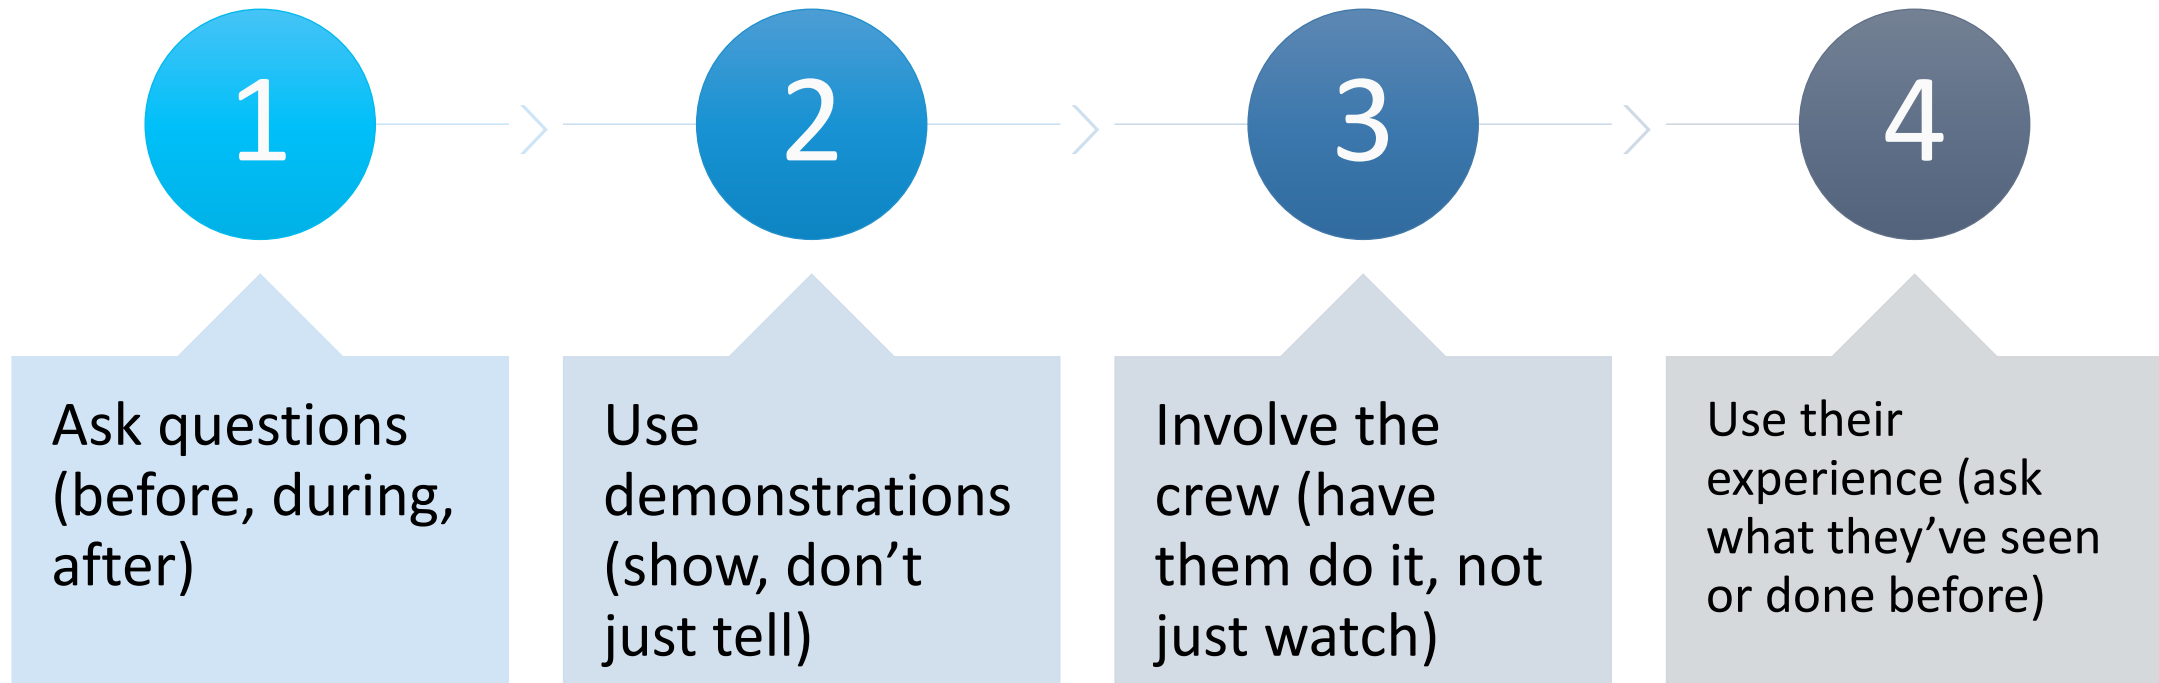 1
2
3
4
Ask questions
(before, during,
after)
Use
demonstrations
(show, don’t
just tell)
Involve the
crew (have
them do it, not
just watch)
Use their
experience (ask
what they’ve seen
or done before)